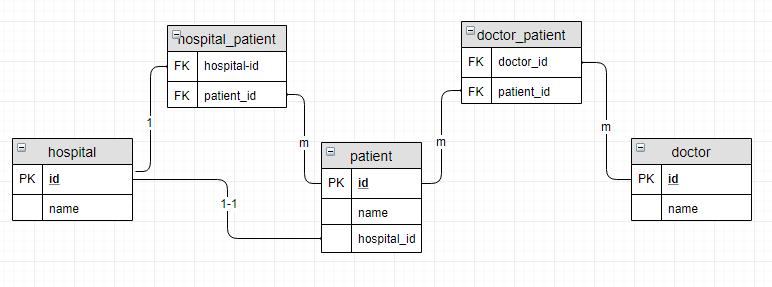 hospital_patient
FK hospital-id
FK patient_id
doctor_patient
FK doctor_id
FK patient_id
1
m
m
m
hospital
PK id
name
patient
PK id
name
hospital_id
doctor
PK id
name
1-1